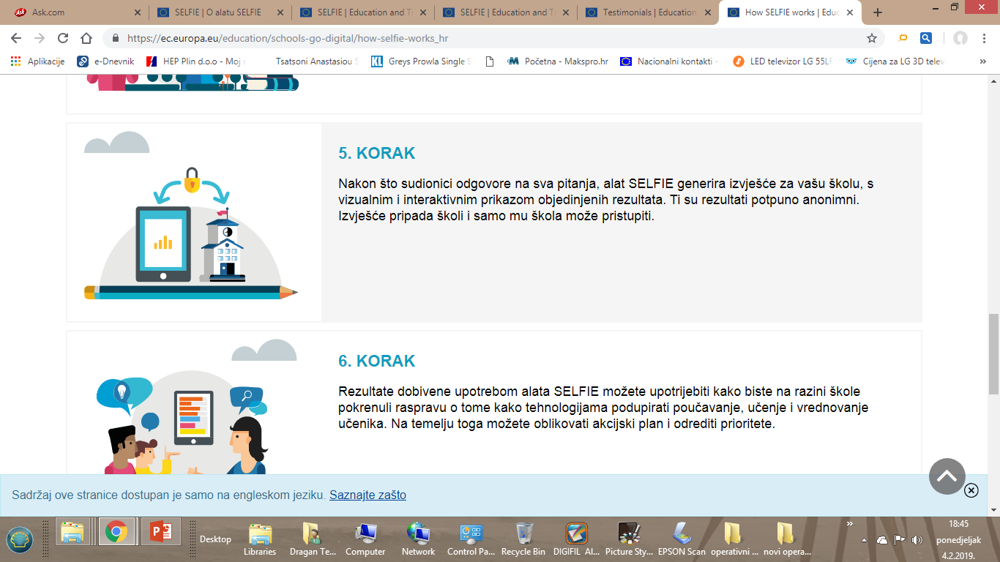 Ask.com
SELFIE | O alatu SELFIE
SELFIE | Education and T
SELFIE | Education and T
Testimonials | Education
How SELFIE works | Educ
https://ec.europa.eu/education/schools-go-digital/how-selfie-works_hr
Aplikacije
e-Dnevnik
HEP Plin d.o.o - Moj
Tsatsoni Anastasiou S
KL Greys Prowla Single S
Početna - Makspro.hr
Nacionalni kontakti -
LED televizor LG 55LF
Cijena za LG 3D telev
»
5. KORAK
Nakon što sudionici odgovore na sva pitanja, alat SELFIE generira izvješće za vašu školu, s
vizualnim i interaktivnim prikazom objedinjenih rezultata. Ti su rezultati potpuno anonimni.
Izvješće pripada školi i samo mu škola može pristupiti.
6. KORAK
Rezultate dobivene upotrebom alata SELFIE možete upotrijebiti kako biste na razini škole
pokrenuli raspravu o tome kako tehnologijama podupirati poučavanje, učenje i vrednovanje
učenika. Na temelju toga možete oblikovati akcijski plan i odrediti prioritete.
Sadržaj ove stranice dostupan je samo na engleskom jeziku. Saznajte zašto
Desktop
Libraries
Dragan Te...
Computer
Network
Control Pa...
Recycle Bin
DIGIFIL Al...
Picture Sty...
EPSON Scan
operativni ...
novi opera...
»
18:45
ponedjeljak
4.2.2019.